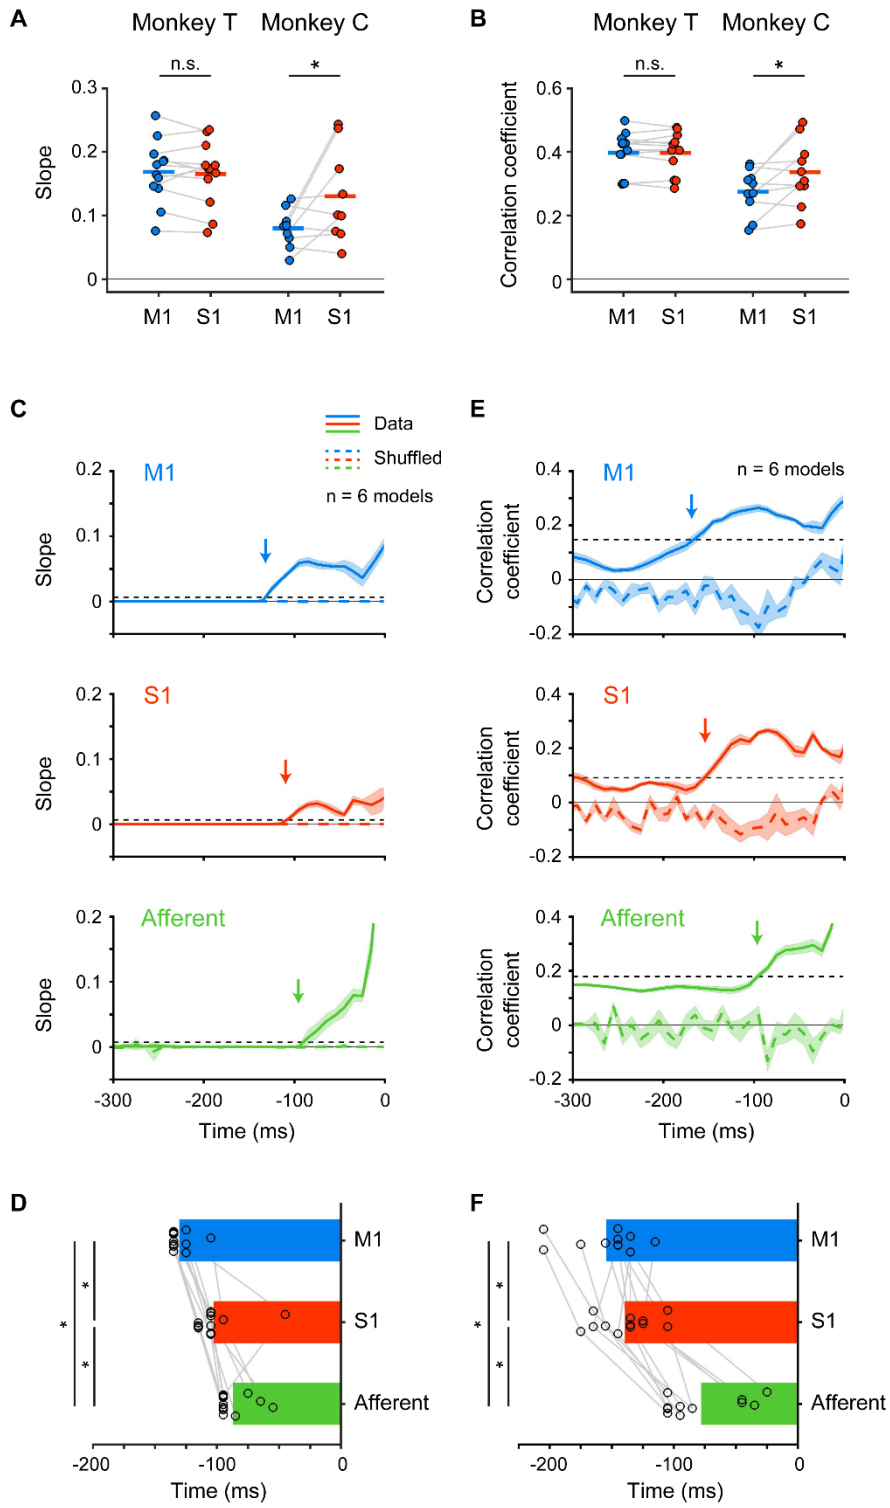 A
Monkey T Monkey C
n.s. *
0.3
0.2
0.1
0
Slope
M1 S1 M1 S1
B
Monkey T Monkey C
n.s. *
0.6
0.4
0.2
0
Correlation coefficient
M1 S1 M1 S1
C
Data
Shuffled
n = 6 models
M1
0.2
0.1
0
Slope
S1
0.2
0.1
0
Slope
Afferent
0.2
0.1
0
Slope
-300 -200 -100 0
Time (ms)
E
M1
n = 6 models
0.4
0.2
0
-0.2
Correlation
coefficient
S1
0.4
0.2
0
-0.2
Correlation
coefficient
Afferent
0.4
0.2
0
-0.2
Correlation
coefficient
-300 -200 -100 0
Time (ms)
D
M1
S1
Afferent
*
*
*
-200 -100 0
Time (ms)
F
M1
S1
Afferent
*
*
*
-200 -100 0
Time (ms)